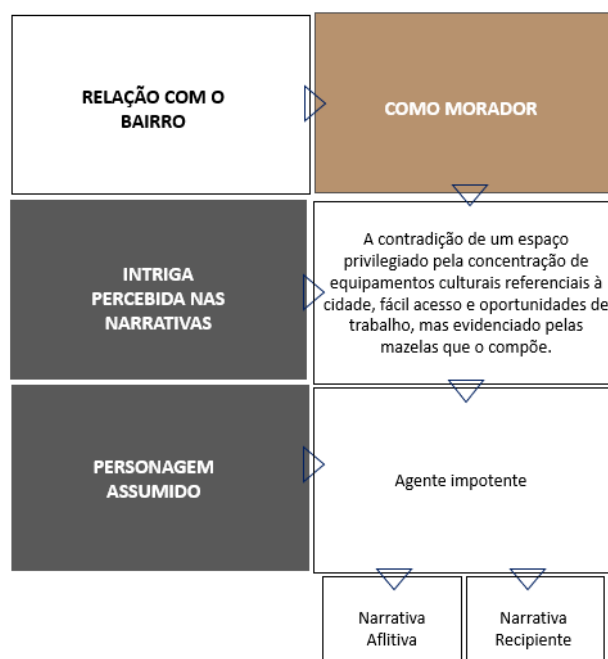 RELAÇÃO COM O
BAIRRO
COMO MORADOR
INTRIGA
PERCEBIDA NAS
NARRATIVAS
A contradição de um espaço
privilegiado pela concentração de
equipamentos culturais referenciais à
cidade, fácil acesso e oportunidades de
trabalho, mas evidenciado pelas
mazelas que o compõe.
PERSONAGEM
ASSUMIDO
Agente impotente
Narrativa
Aflitiva
Narrativa
Recipiente